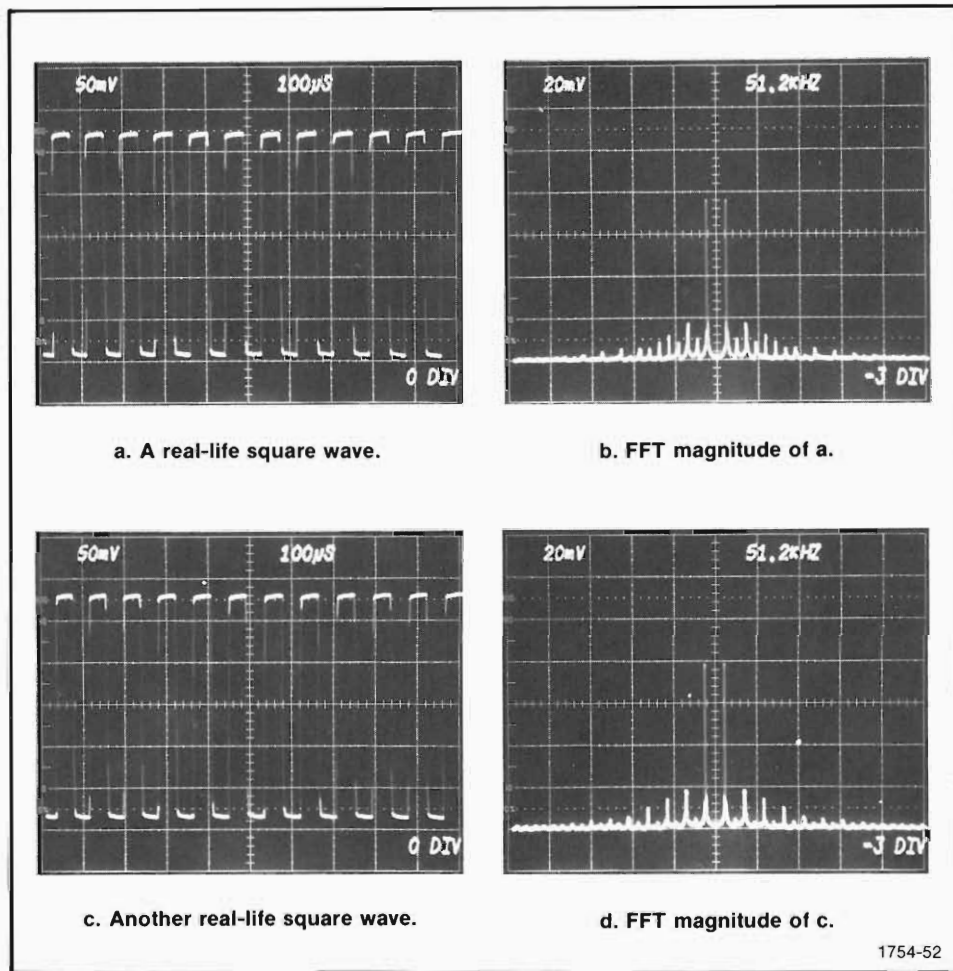 50mV 100µS
0 DIV
20mV 51.2KHZ
-3 DIV
a. A real-life square wave.
b. FFT magnitude of a.
50mV 100µS
0 DIV
20mV 51.2KHZ
-3 DIV
c. Another real-life square wave.
d. FFT magnitude of c.
1754-52